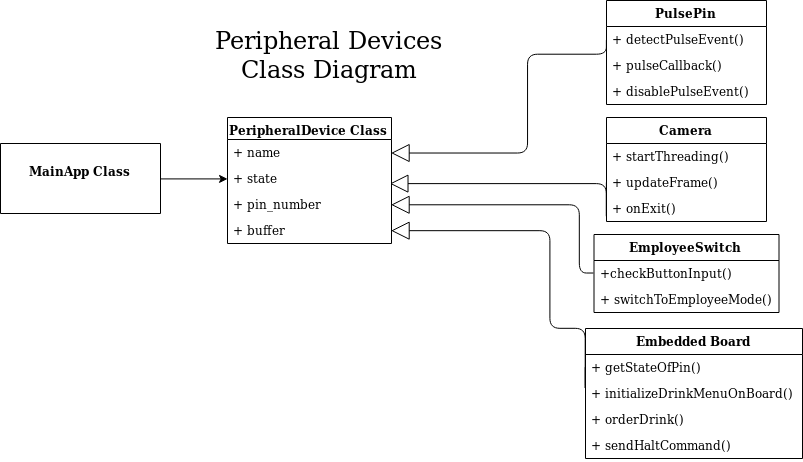 Peripheral Devices
Class Diagram
MainApp Class
PeripheralDevice Class
+ name
+ state
+ pin_number
+ buffer
PulsePin
+ detectPulseEvent()
+ pulseCallback()
+ disablePulseEvent()
Camera
+ startThreading()
+ updateFrame()
+ onExit()
EmployeeSwitch
+checkButtonInput()
+ switchToEmployeeMode()
Embedded Board
+ getStateOfPin()
+ initializeDrinkMenuOnBoard()
+ orderDrink()
+ sendHaltCommand()